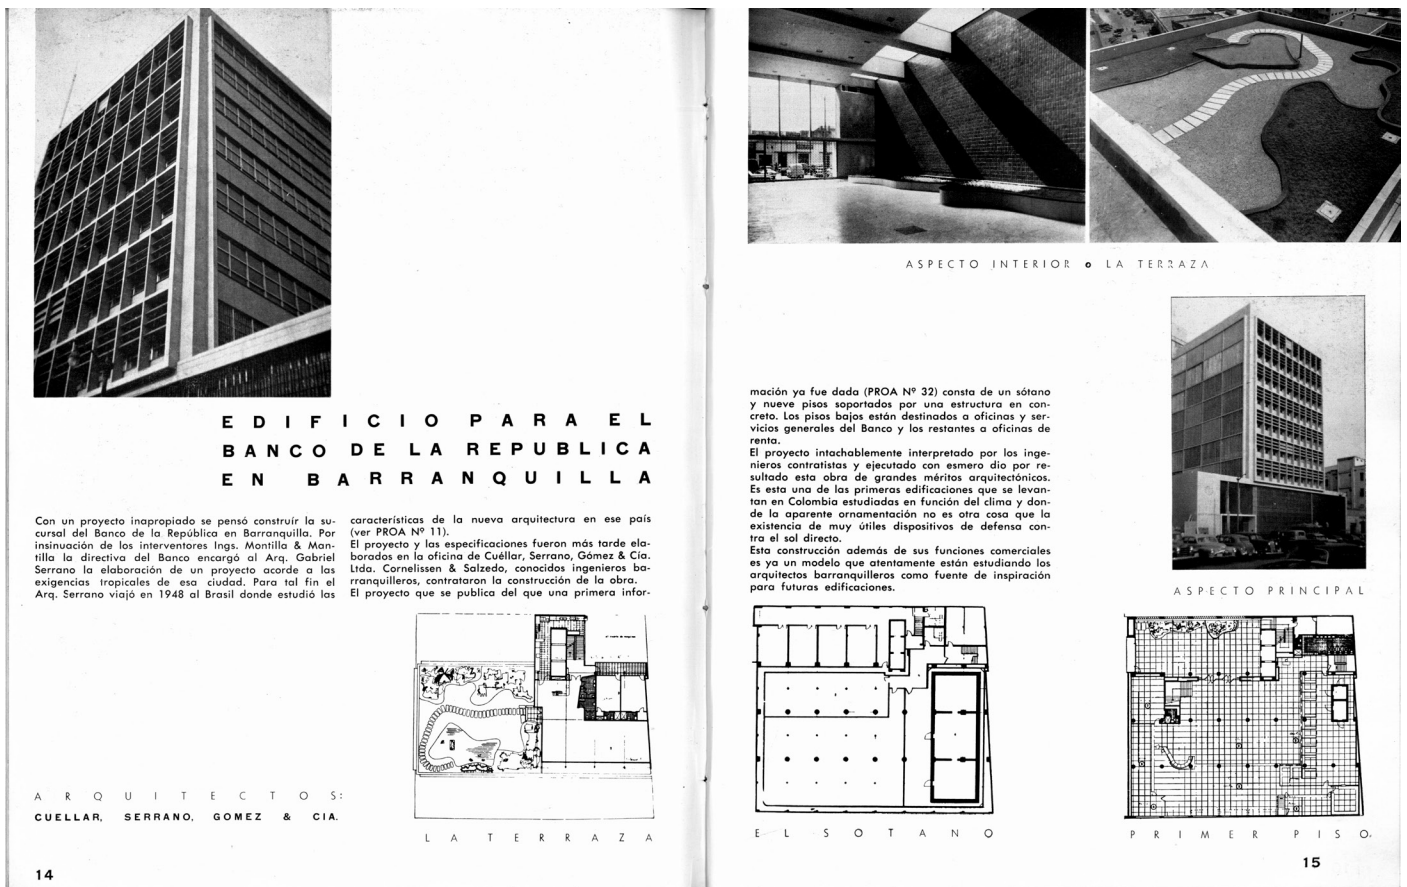 EDIFICIO PARA EL
BANCO DE LA REPUBLICA
EN BARRANQUILLA
Con un proyecto inapropiado se pensó construír la su-
cursal del Banco de la República en Barranquilla. Por
insinuación de los interventores Ings. Montilla & Man-
tilla la directiva del Banco encargó al Arq. Gabriel
Serrano la elaboración de un proyecto acorde a las
exigencias tropicales de esa ciudad. Para tal fin el
Arq. Serrano viajó en 1948 al Brasil donde estudió las
características de la nueva arquitectura en ese país
(ver PROA Nº 11).
El proyecto y las especificaciones fueron más tarde ela-
borados en la oficina de Cuéllar, Serrano, Gómez & Cía.
Ltda. Cornelissen & Salzedo, conocidos ingenieros ba-
rranquilleros, contrataron la construcción de la obra.
El proyecto que se publica del que una primera infor-
ARQUITECTOS:
CUELLAR, SERRANO, GOMEZ & CIA.
LA TERRAZA
14
ASPECTO INTERIOR o LA TERRAZA
mación ya fue dada (PROA Nº 32) consta de un sótano
y nueve pisos soportados por una estructura en con-
creto. Los pisos bajos están destinados a oficinas y ser-
vicios generales del Banco y los restantes a oficinas de
renta.
El proyecto intachablemente interpretado por los inge-
nieros contratistas y ejecutado con esmero dio por re-
sultado esta obra de grandes méritos arquitectónicos.
Es esta una de las primeras edificaciones que se levan-
tan en Colombia estudiadas en función del clima y don-
de la aparente ornamentación no es otra cosa que la
existencia de muy útiles dispositivos de defensa con-
tra el sol directo.
Esta construcción además de sus funciones comerciales
es ya un modelo que atentamente están estudiando los
arquitectos barranquilleros como fuente de inspiración
para futuras edificaciones.
ASPECTO PRINCIPAL
EL SOTANO
PRIMER PISO.
15